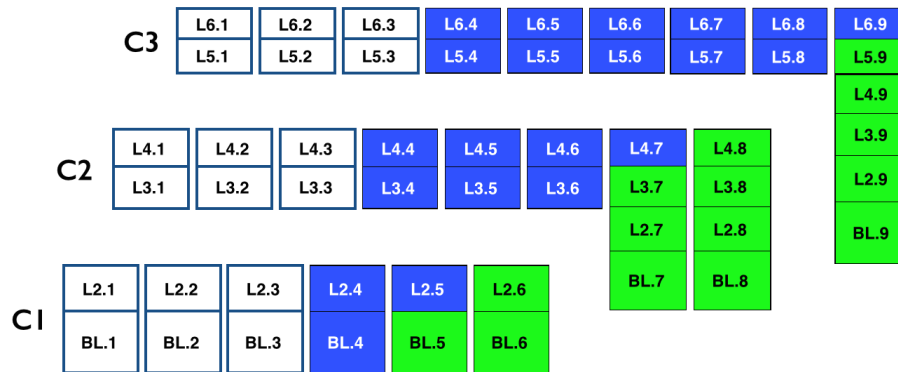 L6.1 L6.2 L6.3 L6.4 L6.5 L6.6 L6.7 L6.8 L6.9
C3
L5.1 L5.2 L5.3 L5.4 L5.5 L5.6 L5.7 L5.8 L5.9
L4.9
L3.9
L2.9
BL.9
L4.1 L4.2 L4.3 L4.4 L4.5 L4.6 L4.7 L4.8
C2
L3.1 L3.2 L3.3 L3.4 L3.5 L3.6 L3.7 L3.8
L2.7 L2.8
BL.7 BL.8
L2.1 L2.2 L2.3 L2.4 L2.5 L2.6
C1
BL.1 BL.2 BL.3 BL.4 BL.5 BL.6